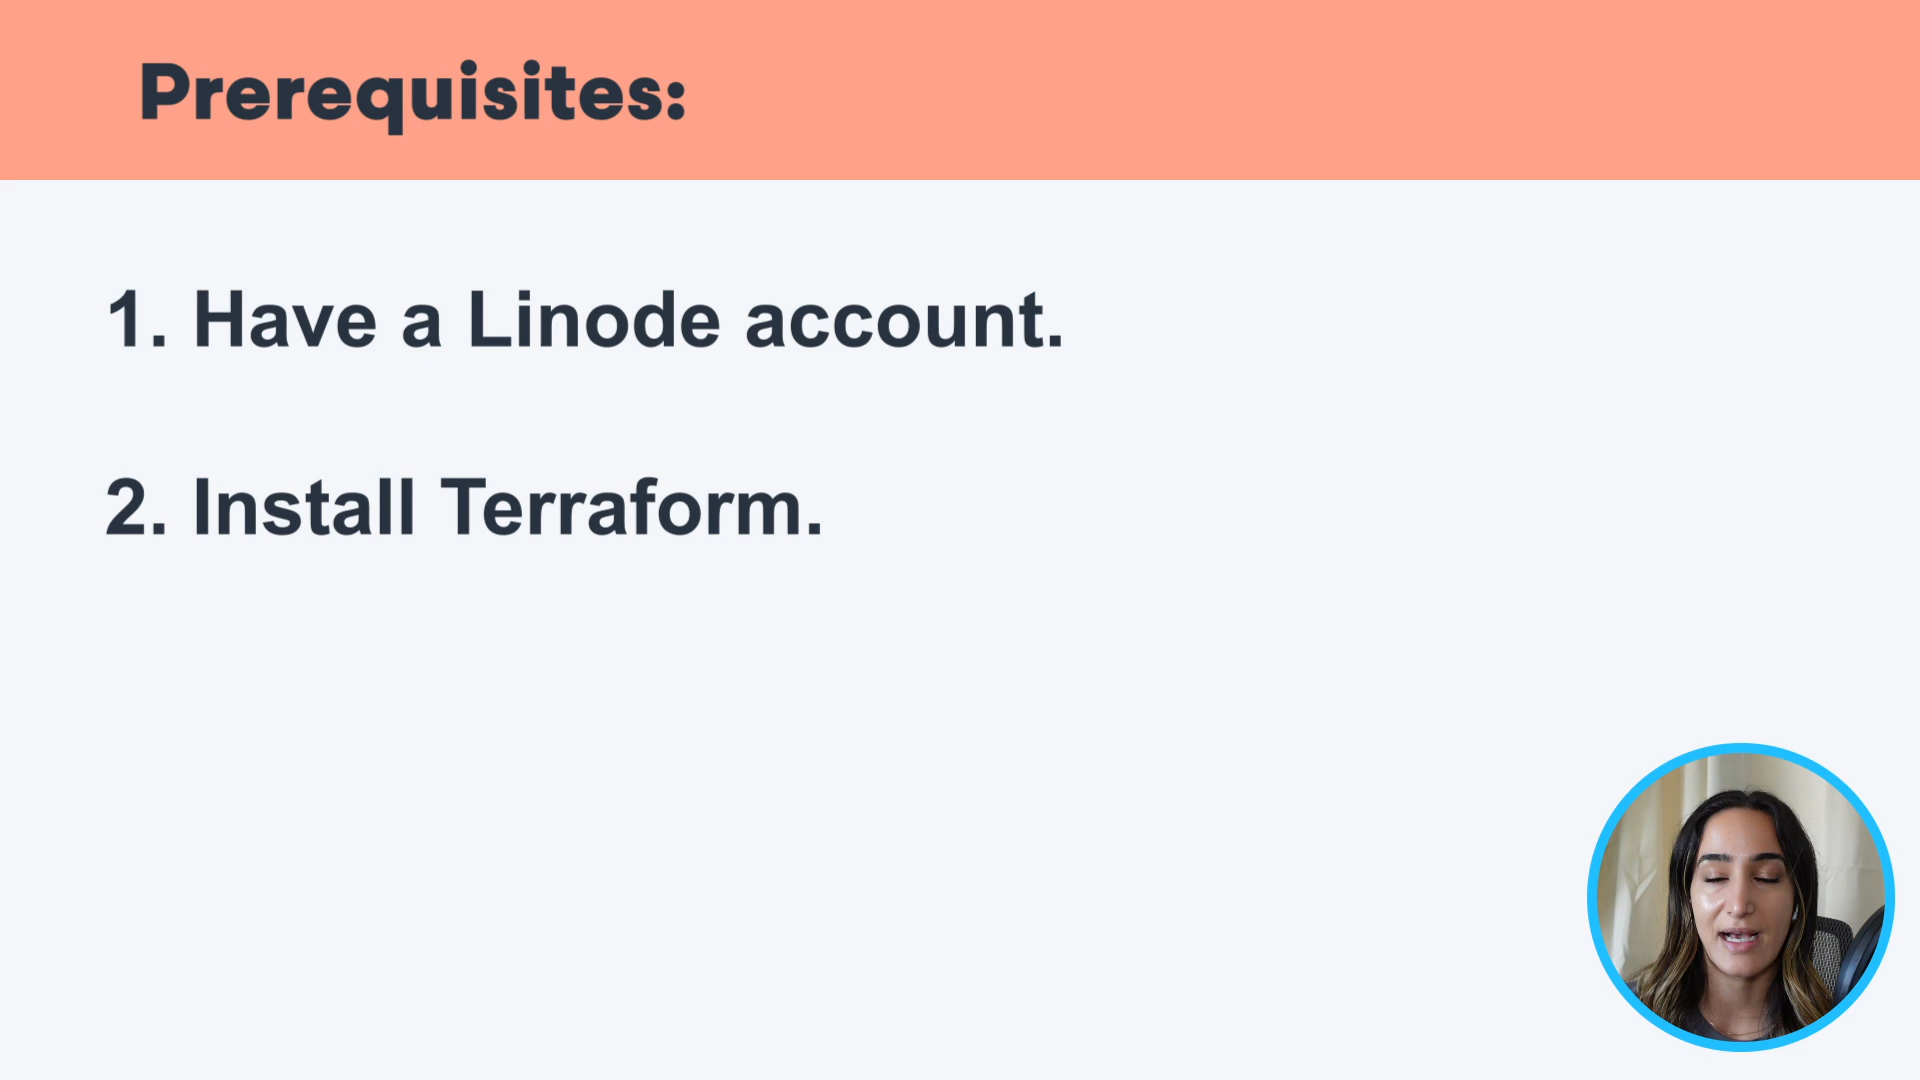 Prerequisites:
1. Have a Linode account.
2. Install Terraform.